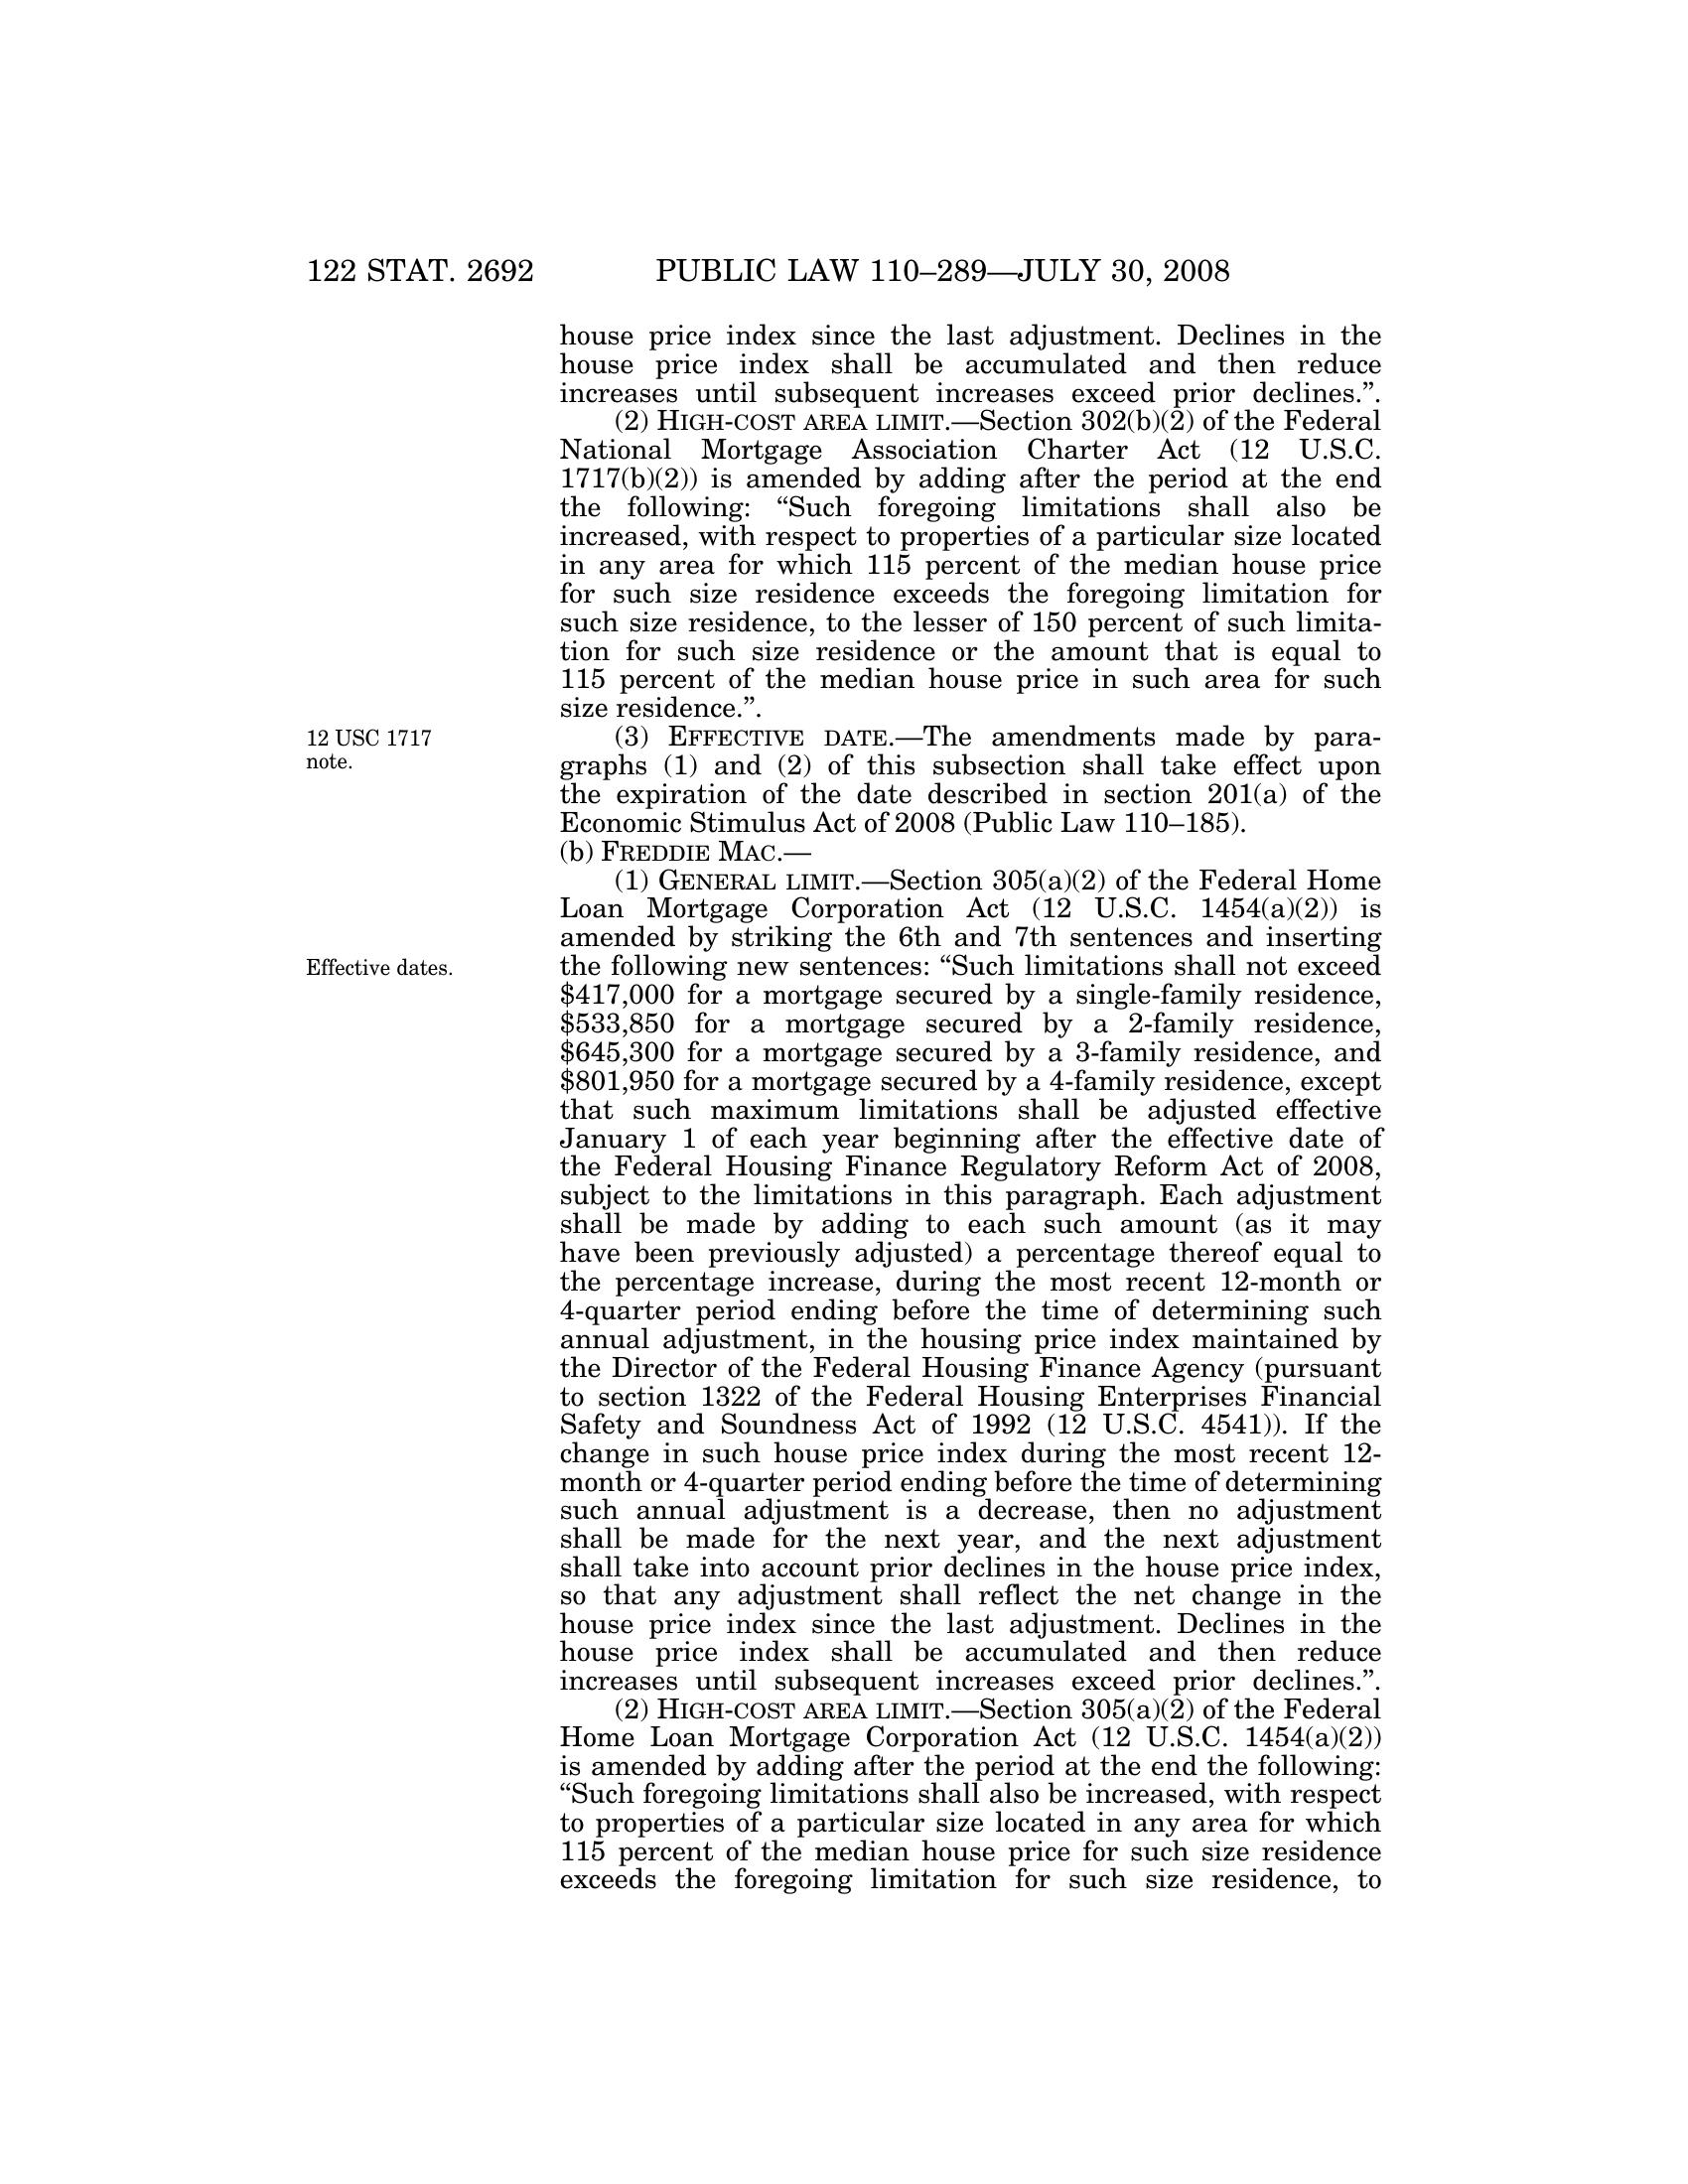 122 STAT. 2692 PUBLIC LAW 110–289—JULY 30, 2008
house price index since the last adjustment. Declines in the
house price index shall be accumulated and then reduce
increases until subsequent increases exceed prior declines.”.
(2) HIGH-COST AREA LIMIT.—Section 302(b)(2) of the Federal
National Mortgage Association Charter Act (12 U.S.C.
1717(b)(2)) is amended by adding after the period at the end
the following: “Such foregoing limitations shall also be
increased, with respect to properties of a particular size located
in any area for which 115 percent of the median house price
for such size residence exceeds the foregoing limitation for
such size residence, to the lesser of 150 percent of such limita-
tion for such size residence or the amount that is equal to
115 percent of the median house price in such area for such
size residence.”.
12 USC 1717
note.
(3) EFFECTIVE DATE.—The amendments made by para-
graphs (1) and (2) of this subsection shall take effect upon
the expiration of the date described in section 201(a) of the
Economic Stimulus Act of 2008 (Public Law 110–185).
(b) FREDDIE MAC.—
(1) GENERAL LIMIT.—Section 305(a)(2) of the Federal Home
Loan Mortgage Corporation Act (12 U.S.C. 1454(a)(2)) is
amended by striking the 6th and 7th sentences and inserting
Effective dates.
the following new sentences: “Such limitations shall not exceed
$417,000 for a mortgage secured by a single-family residence,
$533,850 for a mortgage secured by a 2-family residence,
$645,300 for a mortgage secured by a 3-family residence, and
$801,950 for a mortgage secured by a 4-family residence, except
that such maximum limitations shall be adjusted effective
January 1 of each year beginning after the effective date of
the Federal Housing Finance Regulatory Reform Act of 2008,
subject to the limitations in this paragraph. Each adjustment
shall be made by adding to each such amount (as it may
have been previously adjusted) a percentage thereof equal to
the percentage increase, during the most recent 12-month or
4-quarter period ending before the time of determining such
annual adjustment, in the housing price index maintained by
the Director of the Federal Housing Finance Agency (pursuant
to section 1322 of the Federal Housing Enterprises Financial
Safety and Soundness Act of 1992 (12 U.S.C. 4541)). If the
change in such house price index during the most recent 12-
month or 4-quarter period ending before the time of determining
such annual adjustment is a decrease, then no adjustment
shall be made for the next year, and the next adjustment
shall take into account prior declines in the house price index,
so that any adjustment shall reflect the net change in the
house price index since the last adjustment. Declines in the
house price index shall be accumulated and then reduce
increases until subsequent increases exceed prior declines.”.
(2) HIGH-COST AREA LIMIT.—Section 305(a)(2) of the Federal
Home Loan Mortgage Corporation Act (12 U.S.C. 1454(a)(2))
is amended by adding after the period at the end the following:
“Such foregoing limitations shall also be increased, with respect
to properties of a particular size located in any area for which
115 percent of the median house price for such size residence
exceeds the foregoing limitation for such size residence, to